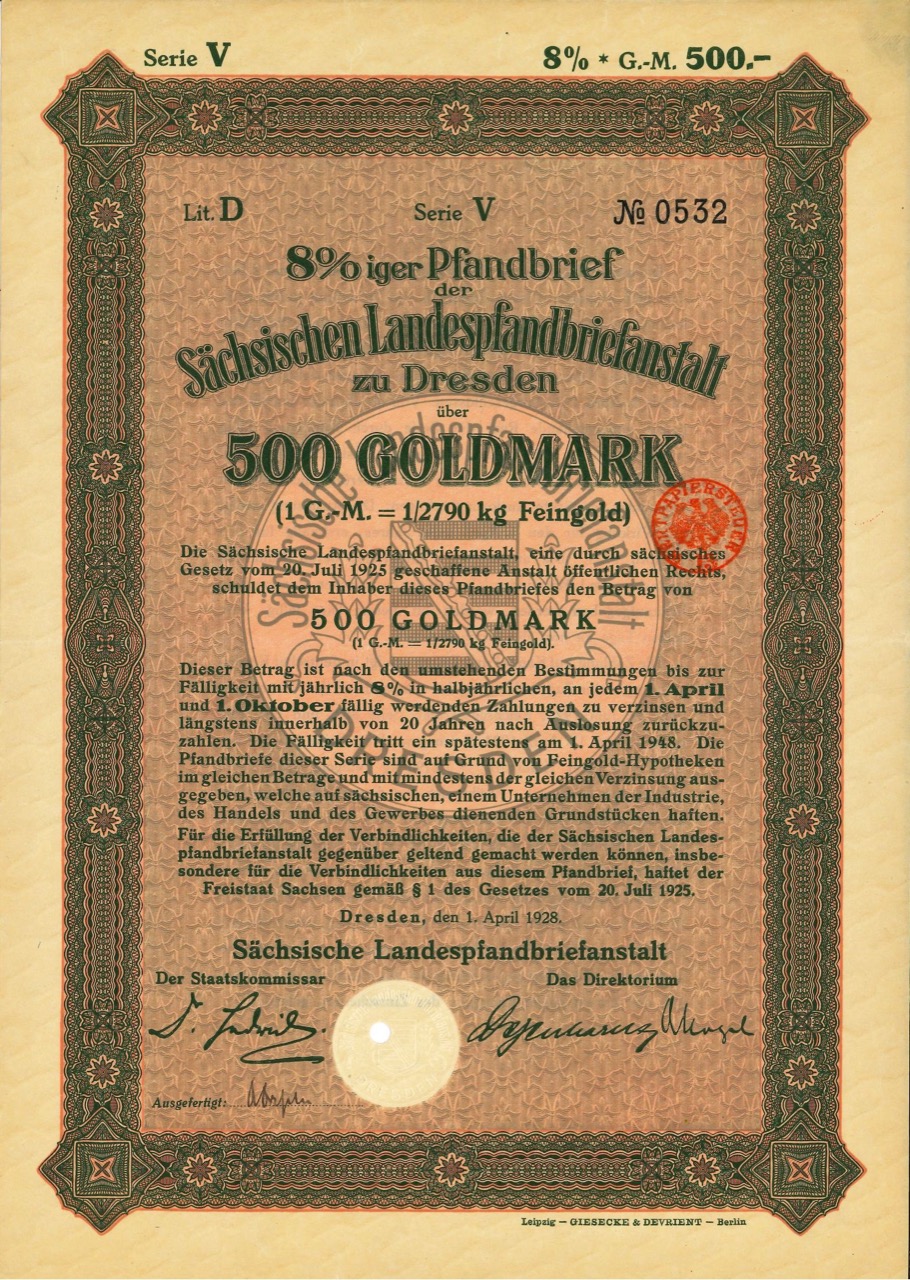 Serie V 8% * G.-M. 500.-
Lit. D Serie V № 0532
8% iger Pfandbrief
der
Sächsischen Landespfandbriefanstalt
zu Dresden
über
500 GOLDMARK
(1 G.-M. = 1/2790 kg Feingold)
Die Sächsische Landespfandbriefanstalt, eine durch sächsisches
Gesetz vom 20. Juli 1925 geschaffene Anstalt öffentlichen Rechts,
schuldet dem Inhaber dieses Pfandbriefes den Betrag von
500 GOLDMARK
(1 G.-M. = 1/2790 kg Feingold).
Dieser Betrag ist nach den umstehenden Bestimmungen bis zur
Fälligkeit mit jährlich 8% in halbjährlichen, an jedem 1. April
und 1. Oktober fällig werdenden Zahlungen zu verzinsen und
längstens innerhalb von 20 Jahren nach Auslosung zurückzu-
zahlen. Die Fälligkeit tritt ein spätestens am 1. April 1948. Die
Pfandbriefe dieser Serie sind auf Grund von Feingold-Hypotheken
im gleichen Betrage und mit mindestens der gleichen Verzinsung aus-
gegeben, welche auf sächsischen, einem Unternehmen der Industrie,
des Handels und des Gewerbes dienenden Grundstücken haften.
Für die Erfüllung der Verbindlichkeiten, die der Sächsischen Landes-
pfandbriefanstalt gegenüber geltend gemacht werden können, insbe-
sondere für die Verbindlichkeiten aus diesem Pfandbrief, haftet der
Freistaat Sachsen gemäß § 1 des Gesetzes vom 20. Juli 1925.
Dresden, den 1. April 1928.
Sächsische Landespfandbriefanstalt
Der Staatskommissar Das Direktorium
Ausgefertigt:
Leipzig — GIESECKE & DEVRIENT — Berlin
Sächsische Landespfandbriefanstalt
DRESDEN